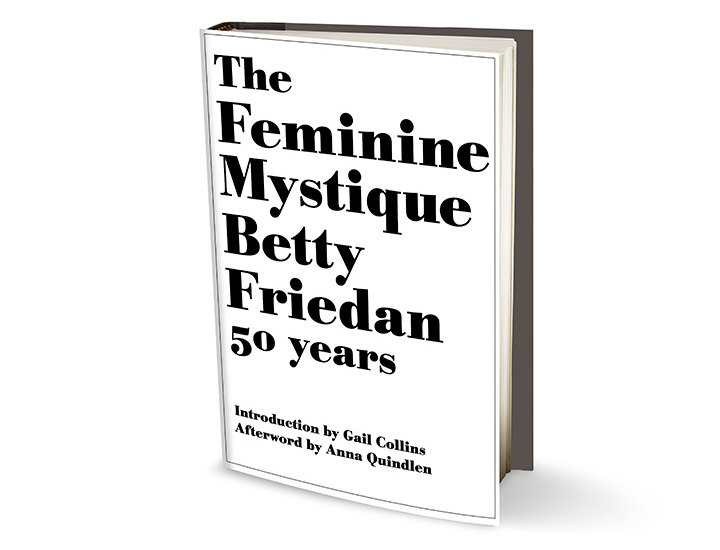 The
Feminine
Mystique
Betty
Friedan
50 years
Introduction by Gail Collins
Afterword by Anna Quindlen